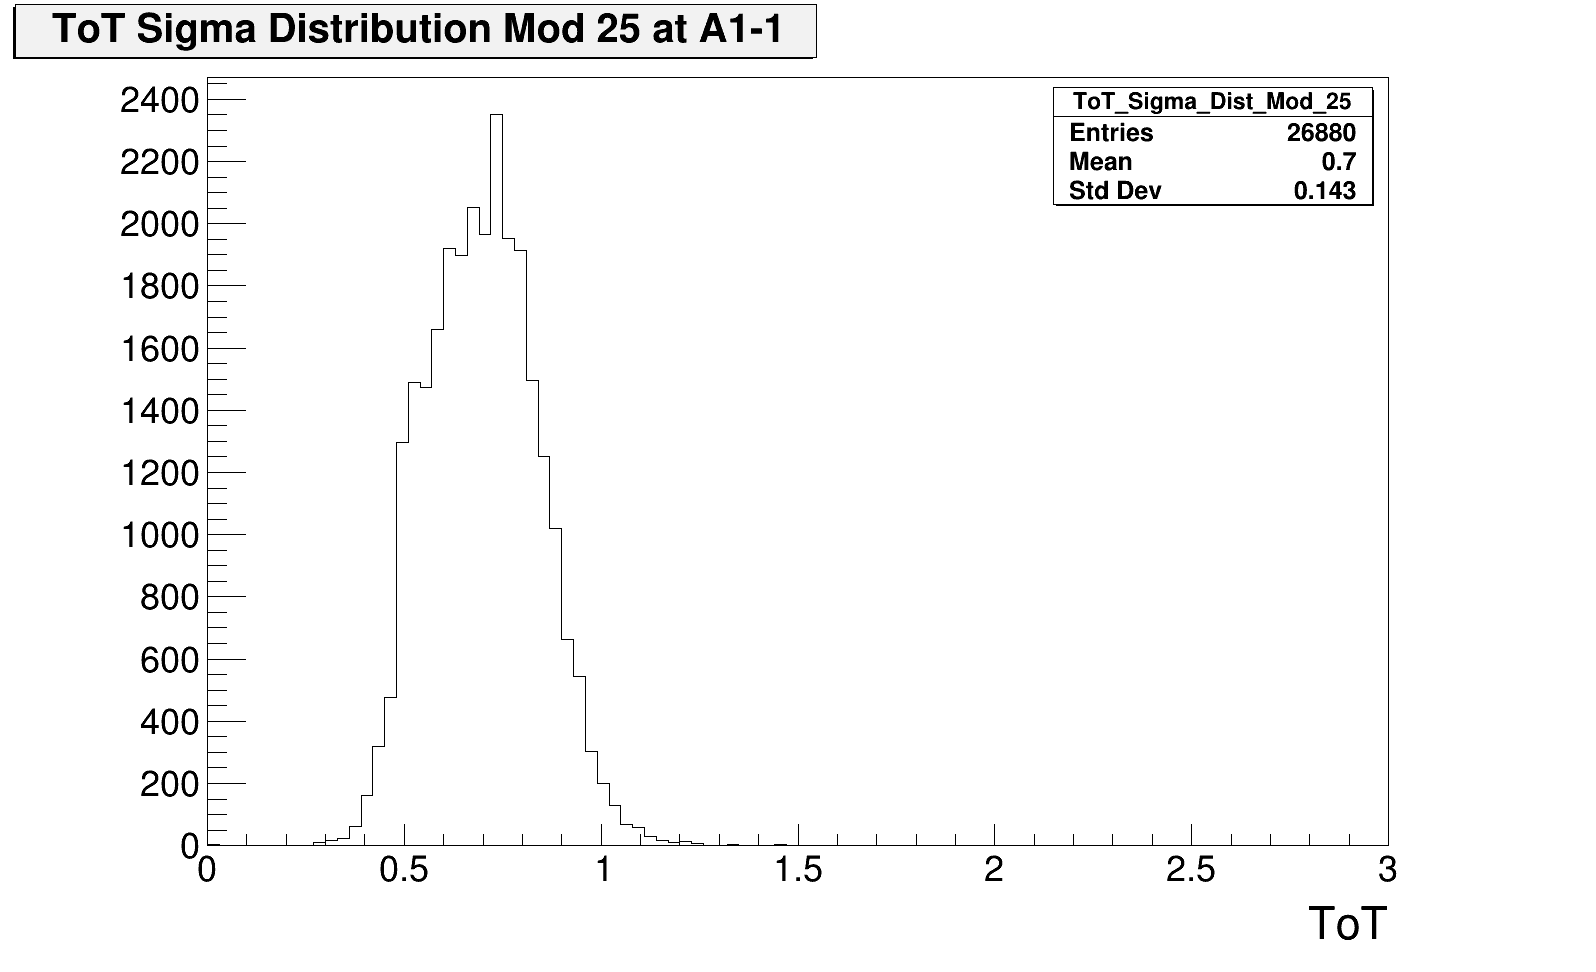 ToT Sigma Distribution Mod 25 at A1-1
ToT_Sigma_Dist_Mod_25
Entries 26880
Mean 0.7
Std Dev 0.143
2400
2200
2000
1800
1600
1400
1200
1000
800
600
400
200
0
0 0.5 1 1.5 2 2.5 3
ToT